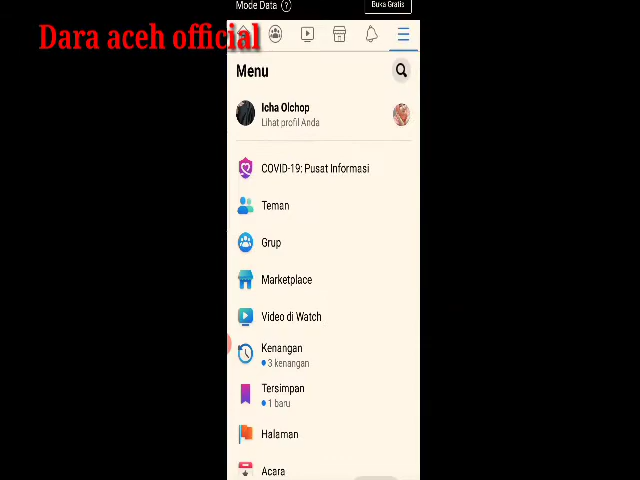 Mode Data ?
Buka Gratis
Dara aceh official
Menu
Icha Olchop
Lihat profil Anda
COVID-19: Pusat Informasi
Teman
Grup
Marketplace
Video di Watch
Kenangan
3 kenangan
Tersimpan
1 baru
Halaman
Acara